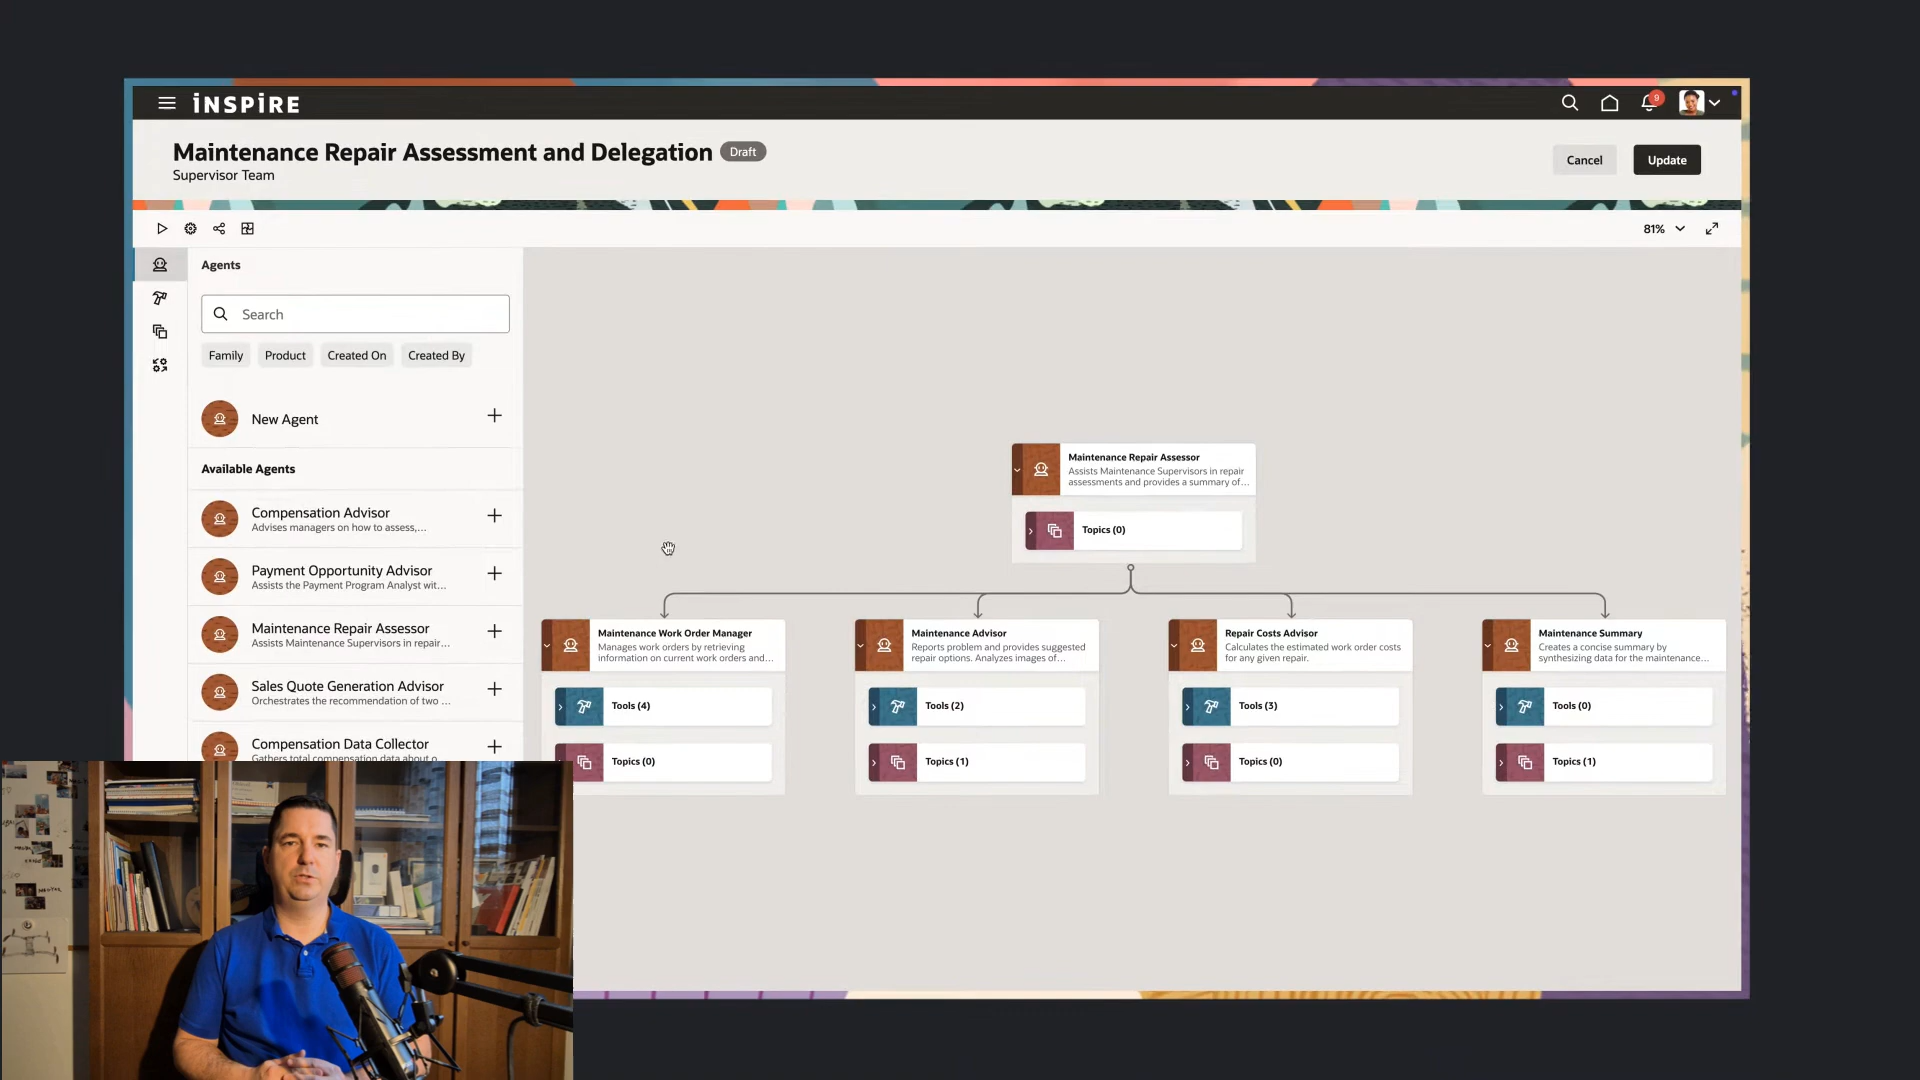 iNSPiRE
9
Maintenance Repair Assessment and Delegation
Draft
Supervisor Team
Cancel
Update
81%
Agents
Search
Family
Product
Created On
Created By
New Agent
Available Agents
Compensation Advisor
Advises managers on how to assess,...
Payment Opportunity Advisor
Assists the Payment Program Analyst wit...
Maintenance Repair Assessor
Assists Maintenance Supervisors in repair...
Sales Quote Generation Advisor
Orchestrates the recommendation of two ...
Compensation Data Collector
Gathers total compensation data about o
Maintenance Repair Assessor
Assists Maintenance Supervisors in repair
assessments and provides a summary of...
Topics (0)
Maintenance Work Order Manager
Manages work orders by retrieving
information on current work orders and...
Tools (4)
Topics (0)
Maintenance Advisor
Reports problem and provides suggested
repair options. Analyzes images of...
Tools (2)
Topics (1)
Repair Costs Advisor
Calculates the estimated work order costs
for any given repair.
Tools (3)
Topics (0)
Maintenance Summary
Creates a concise summary by
synthesizing data for the maintenance...
Tools (0)
Topics (1)